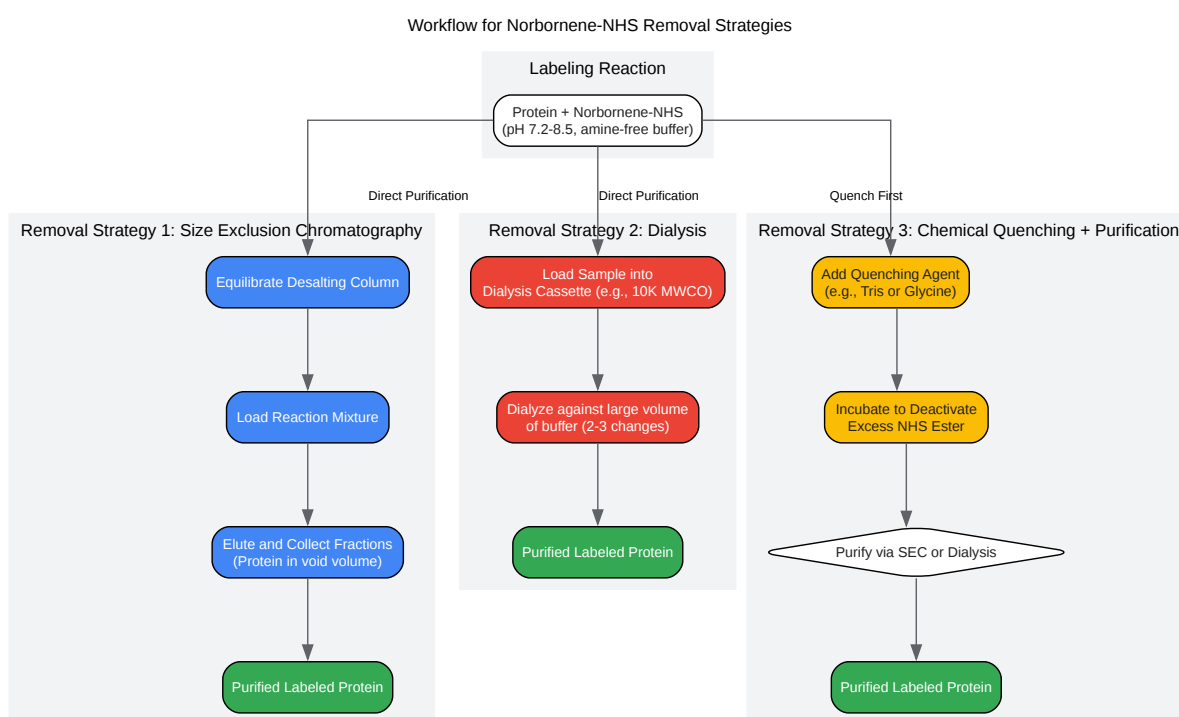 Workflow for Norbornene-NHS Removal Strategies
Labeling Reaction
Protein + Norbornene-NHS
(pH 7.2-8.5, amine-free buffer)
Direct Purification
Direct Purification
Quench First
Removal Strategy 1: Size Exclusion Chromatography
Equilibrate Desalting Column
Load Reaction Mixture
Elute and Collect Fractions
(Protein in void volume)
Purified Labeled Protein
Removal Strategy 2: Dialysis
Load Sample into
Dialysis Cassette (e.g., 10K MWCO)
Dialyze against large volume
of buffer (2-3 changes)
Purified Labeled Protein
Removal Strategy 3: Chemical Quenching + Purification
Add Quenching Agent
(e.g., Tris or Glycine)
Incubate to Deactivate
Excess NHS Ester
Purify via SEC or Dialysis
Purified Labeled Protein